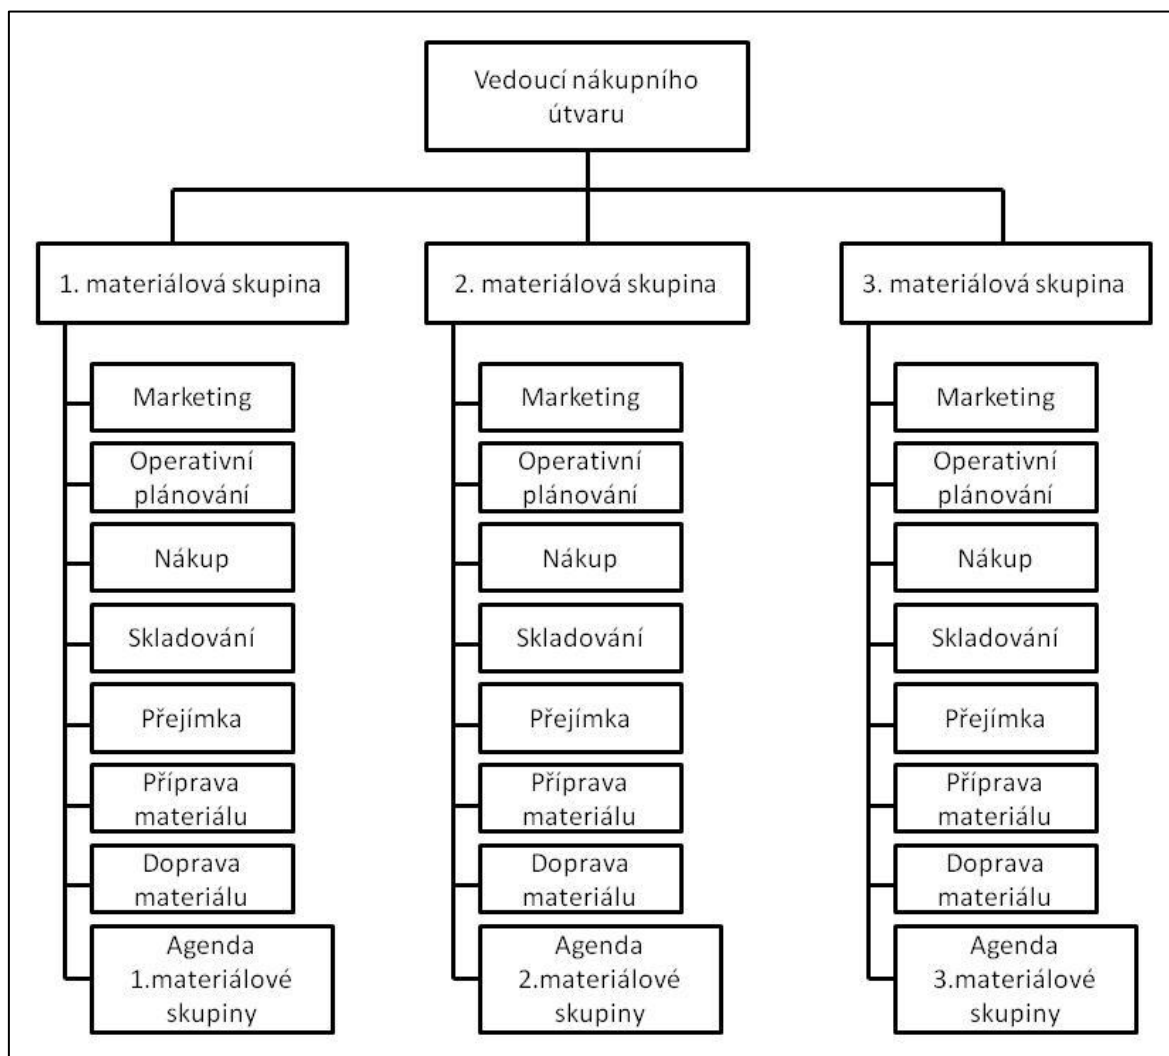 Vedoucí nákupního
útvaru
1. materiálová skupina
2. materiálová skupina
3. materiálová skupina
Marketing
Operativní
plánování
Nákup
Skladování
Přejímka
Příprava
materiálu
Doprava
materiálu
Agenda
1.materiálové
skupiny
Marketing
Operativní
plánování
Nákup
Skladování
Přejímka
Příprava
materiálu
Doprava
materiálu
Agenda
2.materiálové
skupiny
Marketing
Operativní
plánování
Nákup
Skladování
Přejímka
Příprava
materiálu
Doprava
materiálu
Agenda
3.materiálové
skupiny